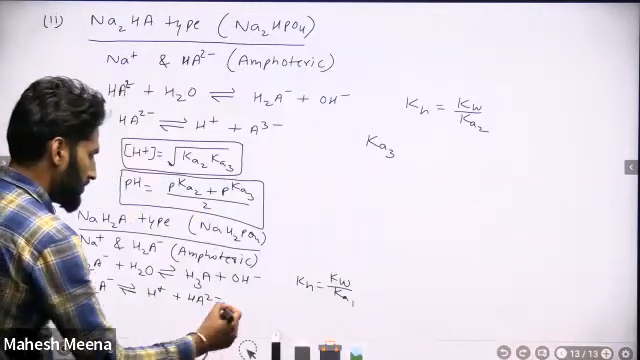 (ii) Na₂HA type (Na₂HPO₄)
Na⁺ & HA²⁻ (Amphoteric)
HA²⁻ + H₂O ⇌ H₂A⁻ + OH⁻ Kh = Kw/Ka₂
HA²⁻ ⇌ H⁺ + A³⁻ Ka₃
[H⁺] = √Ka₂ Ka₃
pH = pKa₂ + pKa₃ / 2
NaH₂A type (NaH₂PO₄)
Na⁺ & H₂A⁻ (Amphoteric)
A⁻ + H₂O ⇌ H₃A + OH⁻ Kh = Kw/Ka₁
A⁻ ⇌ H⁺ + HA²⁻
Mahesh Meena
13 / 13